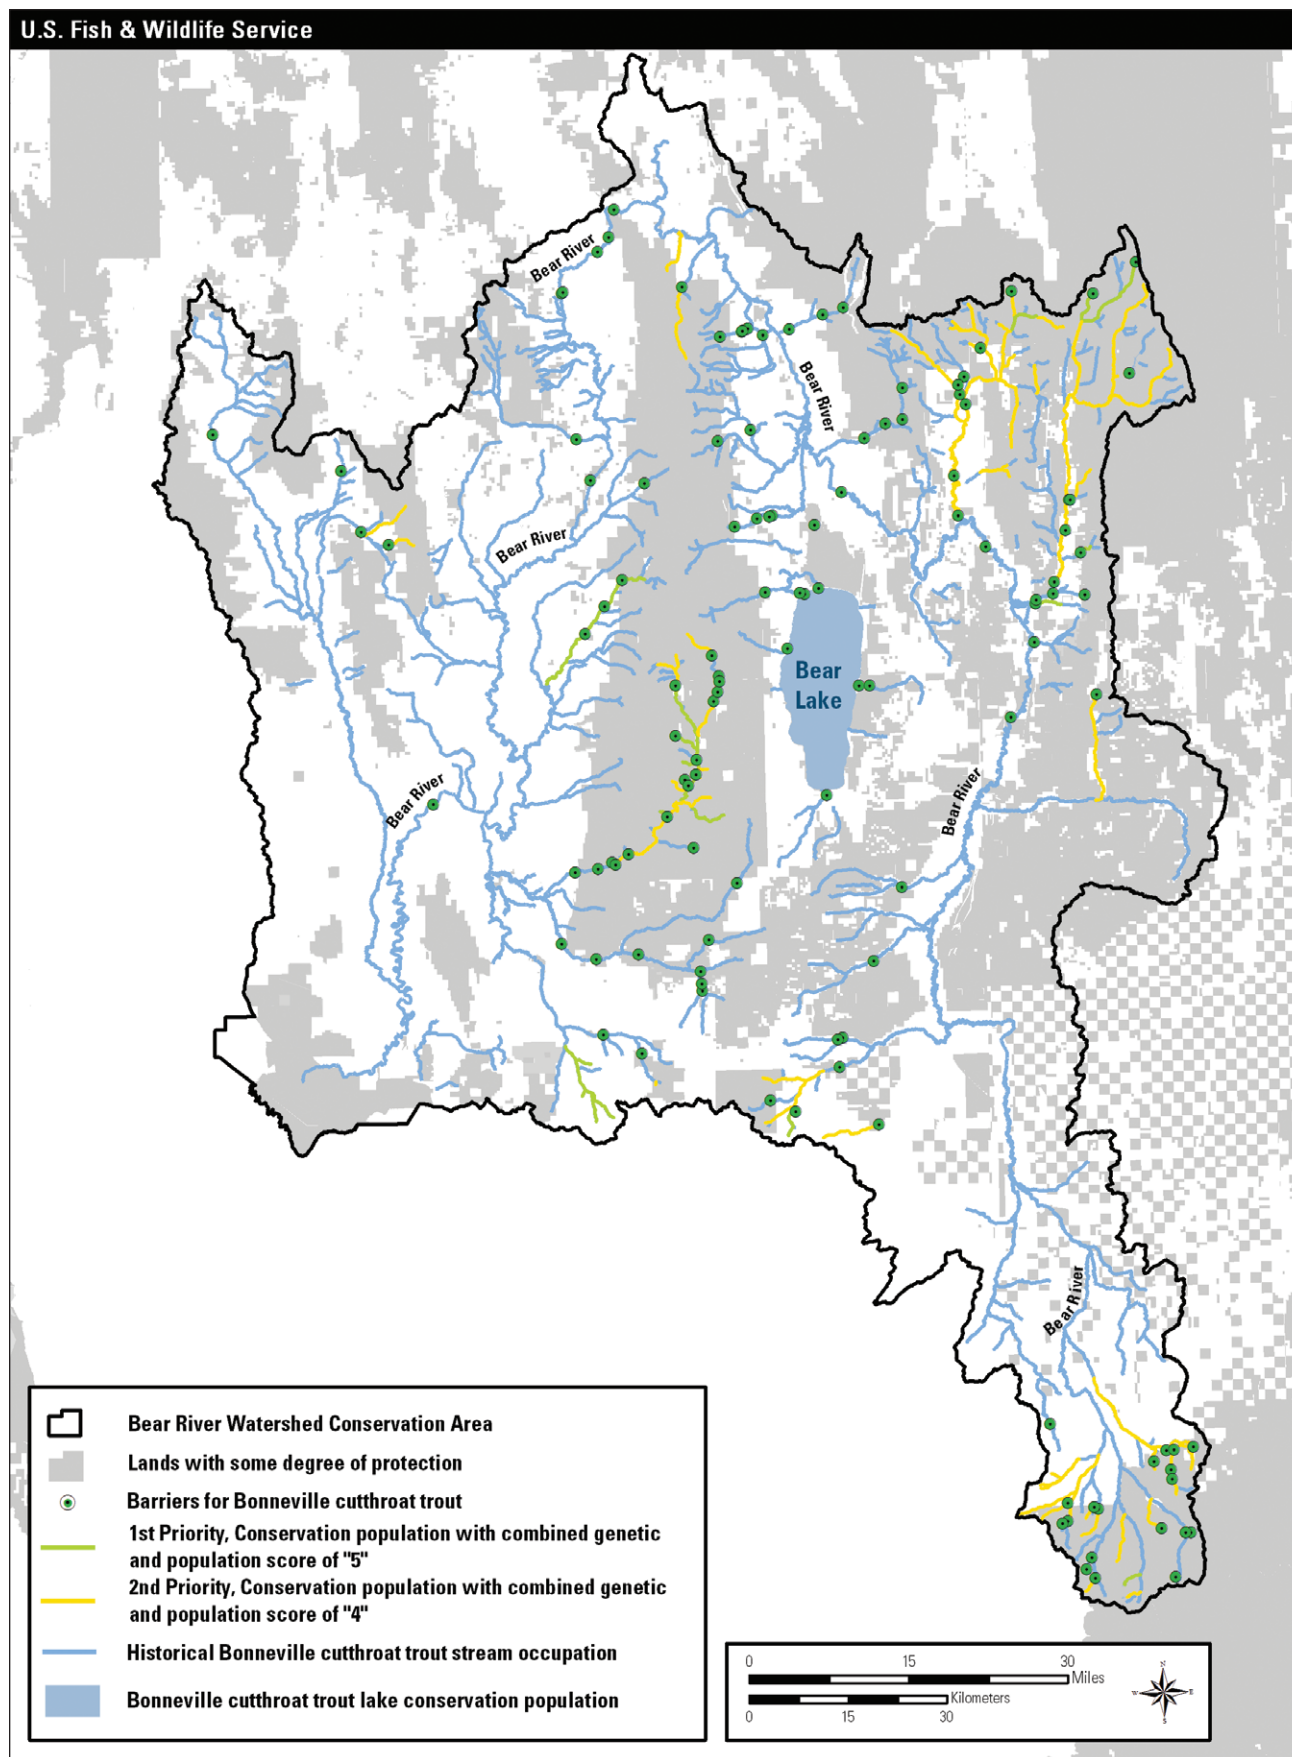 U.S. Fish & Wildlife Service
Bear River
Bear River
Bear River
Bear
Lake
Bear River
Bear River
Bear River
Bear River Watershed Conservation Area
Lands with some degree of protection
Barriers for Bonneville cutthroat trout
1st Priority, Conservation population with combined genetic
and population score of "5"
2nd Priority, Conservation population with combined genetic
and population score of "4"
Historical Bonneville cutthroat trout stream occupation
Bonneville cutthroat trout lake conservation population
0 15 30
Miles
Kilometers
0 15 30
N
W E
S